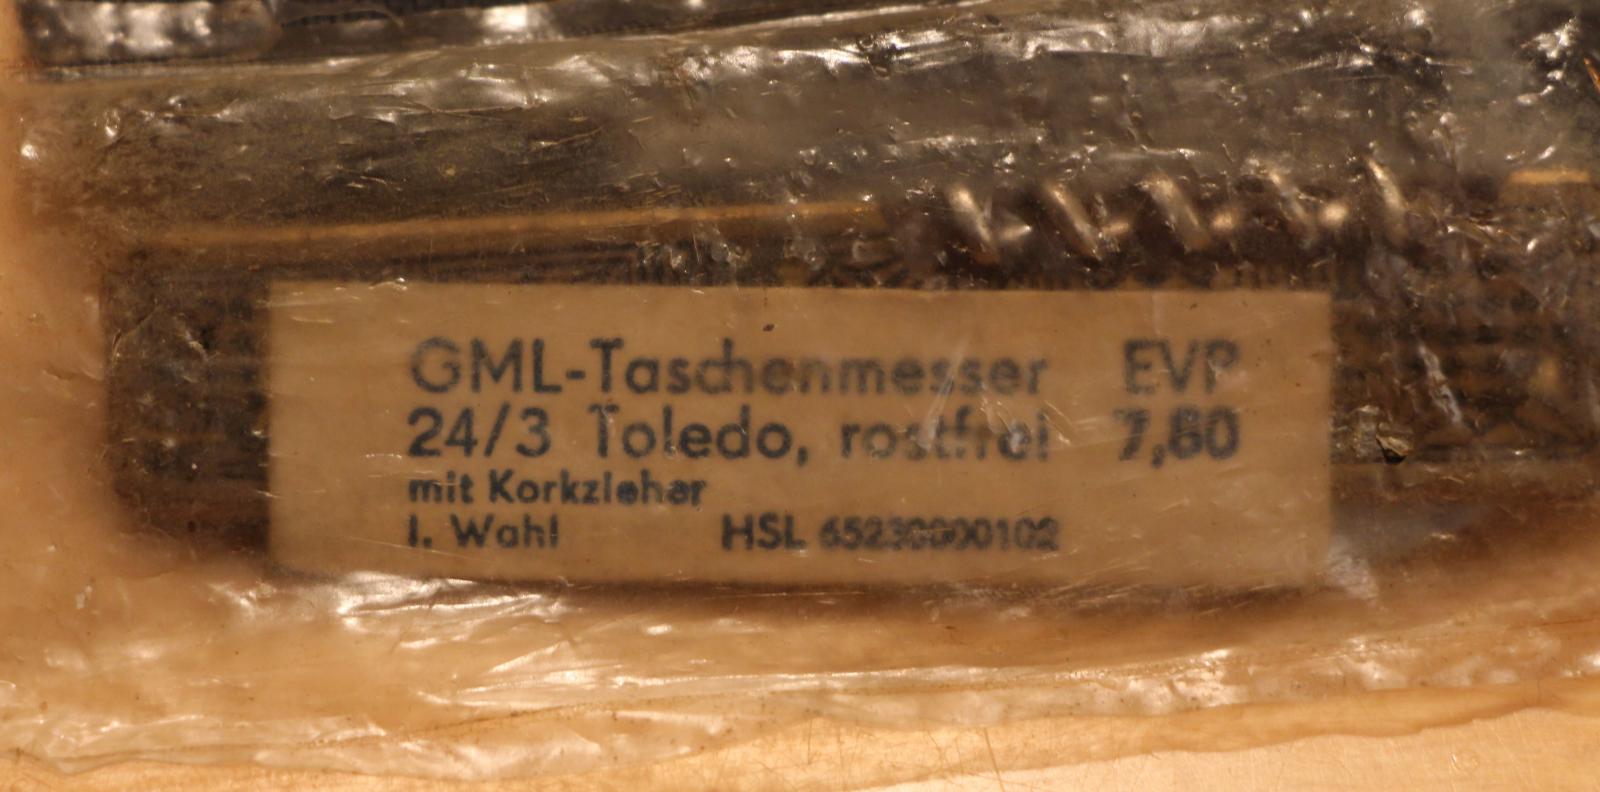 GML-Taschenmesser EVP
24/3 Toledo, rostfrei 7,80
mit Korkzieher
I. Wahl HSL 65230000102